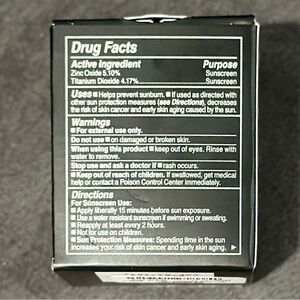 Drug Facts
Active Ingredient Purpose
Zinc Oxide 5.10% Sunscreen
Titanium Dioxide 4.17% Sunscreen
Uses ■ Helps prevent sunburn. ■ If used as directed with
other sun protection measures (see Directions), decreases
the risk of skin cancer and early skin aging caused by the sun.
Warnings
■ For external use only.
Do not use ■ on damaged or broken skin.
When using this product ■ keep out of eyes. Rinse with
water to remove.
Stop use and ask a doctor if ■ rash occurs.
■ Keep out of reach of children. If swallowed, get medical
help or contact a Poison Control Center immediately.
Directions
For Sunscreen Use:
■ Apply liberally 15 minutes before sun exposure.
■ Use a water resistant sunscreen if swimming or sweating.
■ Reapply at least every 2 hours.
■ Not for use on children.
■ Sun Protection Measures: Spending time in the sun
increases your risk of skin cancer and early skin aging.